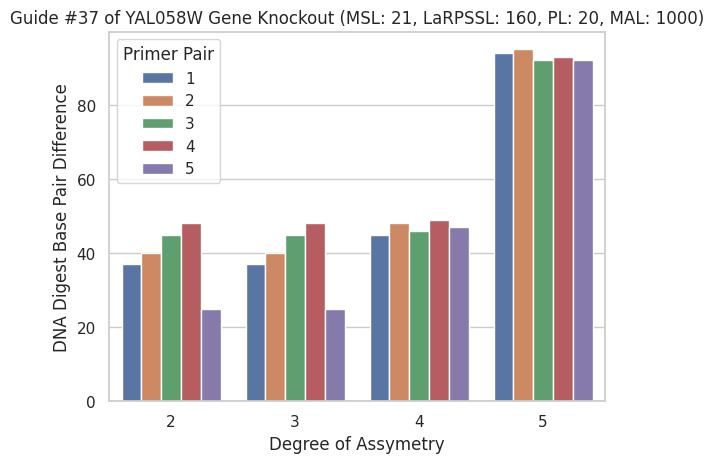 Guide #37 of YAL058W Gene Knockout (MSL: 21, LaRPSSL: 160, PL: 20, MAL: 1000)
Primer Pair
1
2
3
4
5
DNA Digest Base Pair Difference
80
60
40
20
0
2 3 4 5
Degree of Assymetry